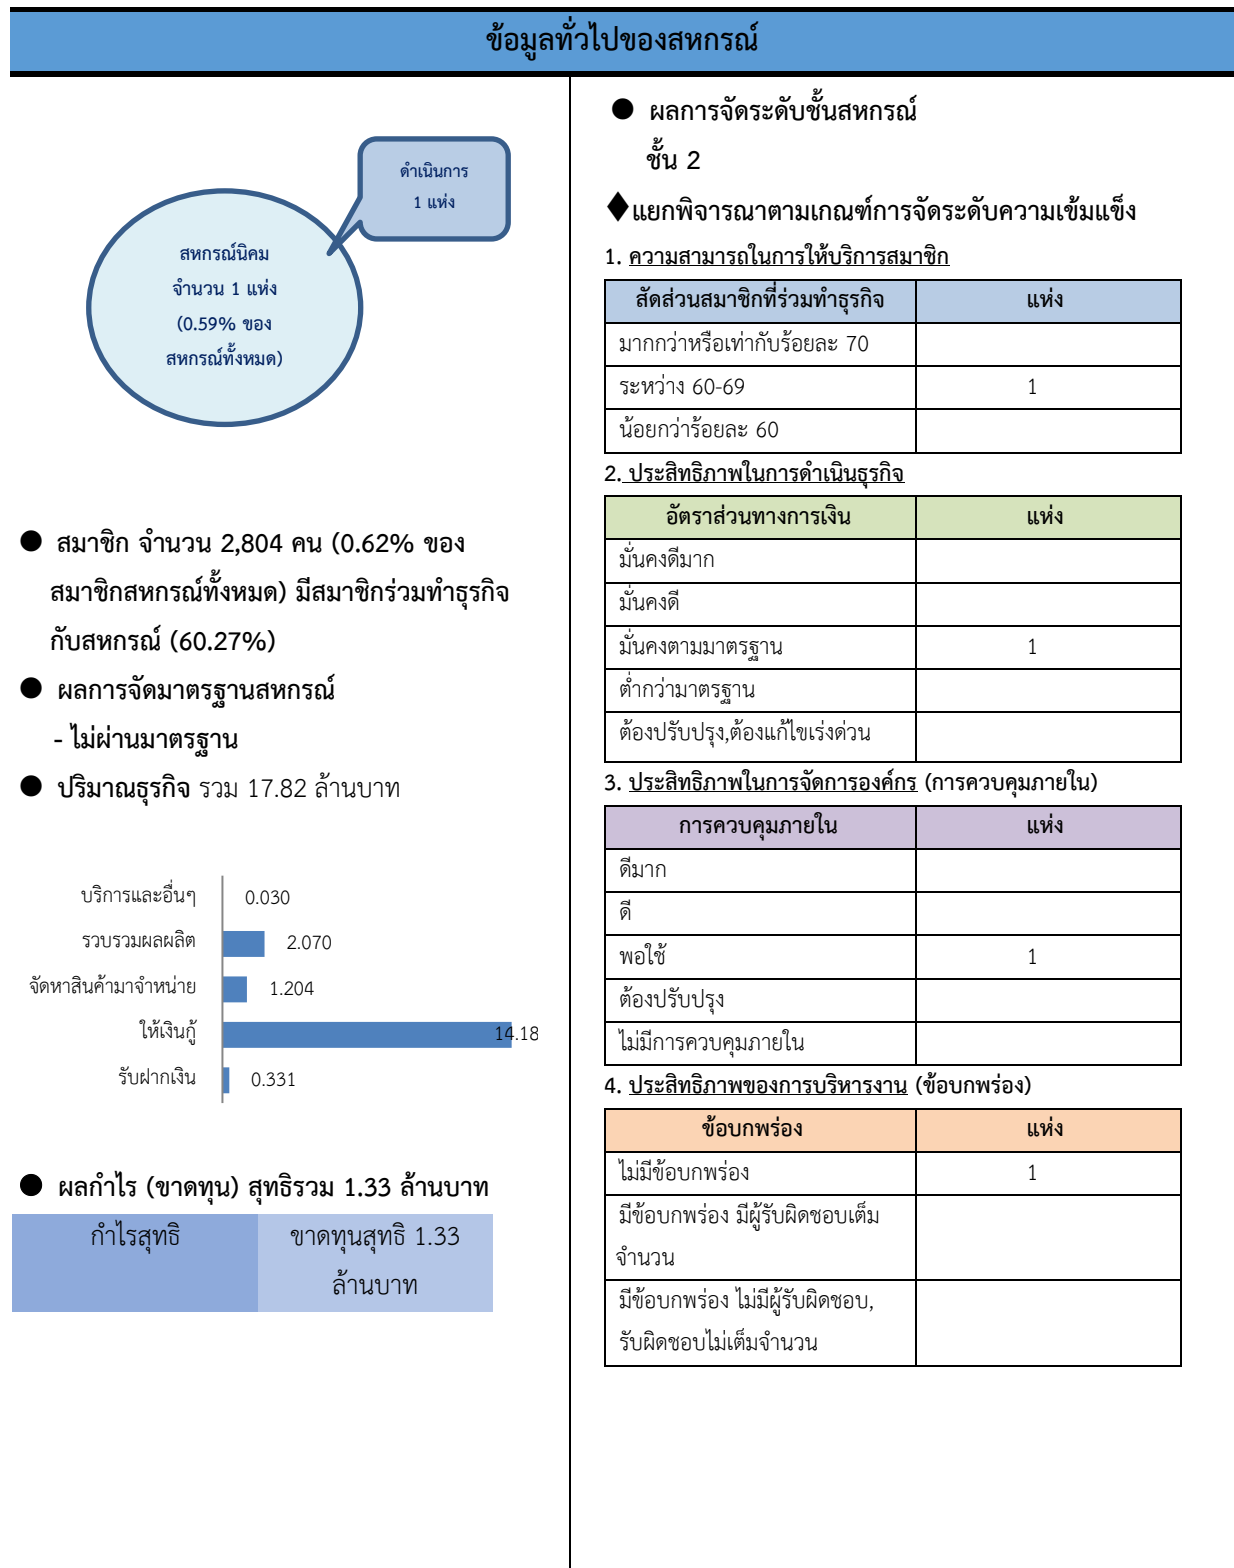 ข้อมูลทั่วไปของสหกรณ์
ดำเนินการ
1 แห่ง
สหกรณ์นิคม
จำนวน 1 แห่ง
(0.59% ของ
สหกรณ์ทั้งหมด)
● สมาชิก จำนวน 2,804 คน (0.62% ของ
สมาชิกสหกรณ์ทั้งหมด) มีสมาชิกร่วมทำธุรกิจ
กับสหกรณ์ (60.27%)
● ผลการจัดมาตรฐานสหกรณ์
- ไม่ผ่านมาตรฐาน
● ปริมาณธุรกิจ รวม 17.82 ล้านบาท
บริการและอื่นๆ 0.030
รวบรวมผลผลิต 2.070
จัดหาสินค้ามาจำหน่าย 1.204
ให้เงินกู้ 14.18
รับฝากเงิน 0.331
● ผลกำไร (ขาดทุน) สุทธิรวม 1.33 ล้านบาท
กำไรสุทธิ ขาดทุนสุทธิ 1.33
ล้านบาท
● ผลการจัดระดับชั้นสหกรณ์
ชั้น 2
♦แยกพิจารณาตามเกณฑ์การจัดระดับความเข้มแข็ง
1. ความสามารถในการให้บริการสมาชิก
สัดส่วนสมาชิกที่ร่วมทำธุรกิจ แห่ง
มากกว่าหรือเท่ากับร้อยละ 70
ระหว่าง 60-69 1
น้อยกว่าร้อยละ 60
2. ประสิทธิภาพในการดำเนินธุรกิจ
อัตราส่วนทางการเงิน แห่ง
มั่นคงดีมาก
มั่นคงดี
มั่นคงตามมาตรฐาน 1
ต่ำกว่ามาตรฐาน
ต้องปรับปรุง,ต้องแก้ไขเร่งด่วน
3. ประสิทธิภาพในการจัดการองค์กร (การควบคุมภายใน)
การควบคุมภายใน แห่ง
ดีมาก
ดี
พอใช้ 1
ต้องปรับปรุง
ไม่มีการควบคุมภายใน
4. ประสิทธิภาพของการบริหารงาน (ข้อบกพร่อง)
ข้อบกพร่อง แห่ง
ไม่มีข้อบกพร่อง 1
มีข้อบกพร่อง มีผู้รับผิดชอบเต็ม
จำนวน
มีข้อบกพร่อง ไม่มีผู้รับผิดชอบ,
รับผิดชอบไม่เต็มจำนวน